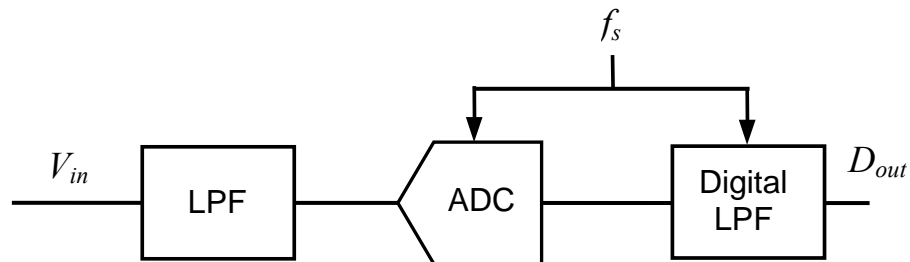 f_s
V_in
LPF
ADC
Digital
LPF
D_out